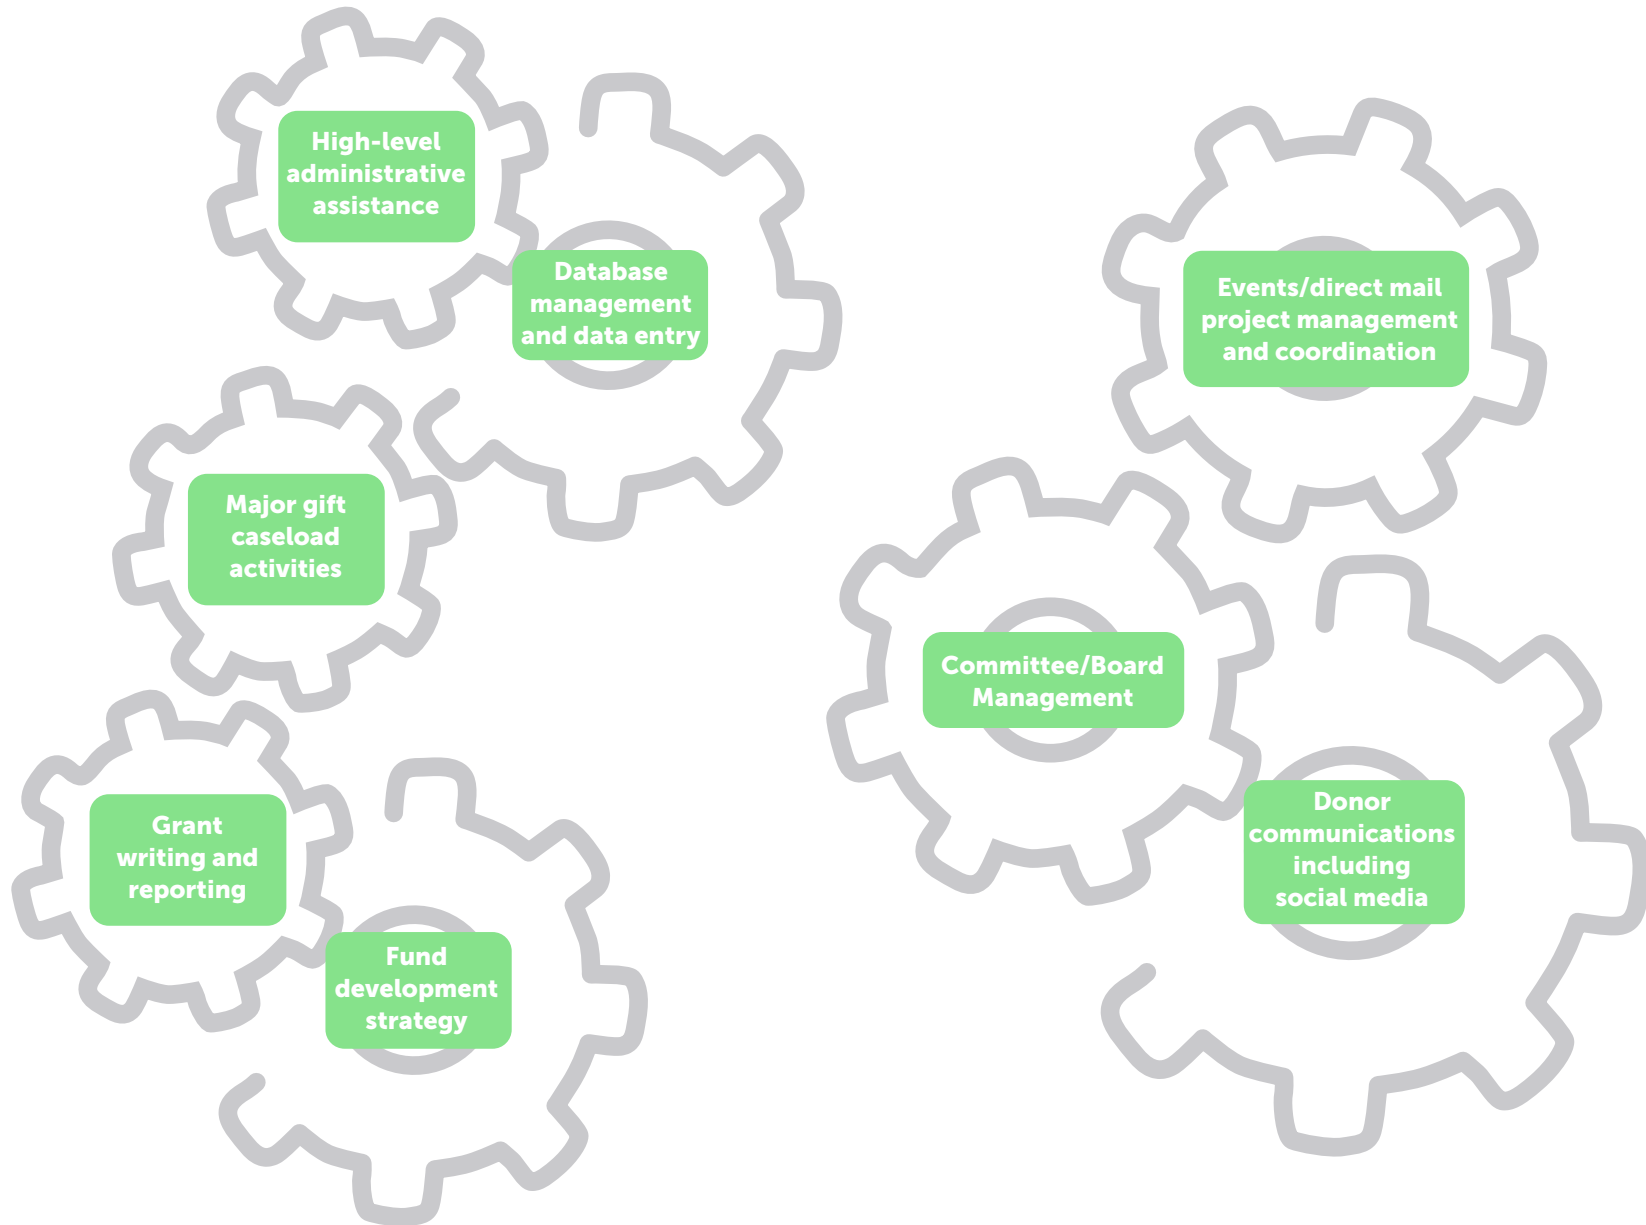 High-level
administrative
assistance
Database
management
and data entry
Major gift
caseload
activities
Grant
writing and
reporting
Fund
development
strategy
Events/direct mail
project management
and coordination
Committee/Board
Management
Donor
communications
including
social media